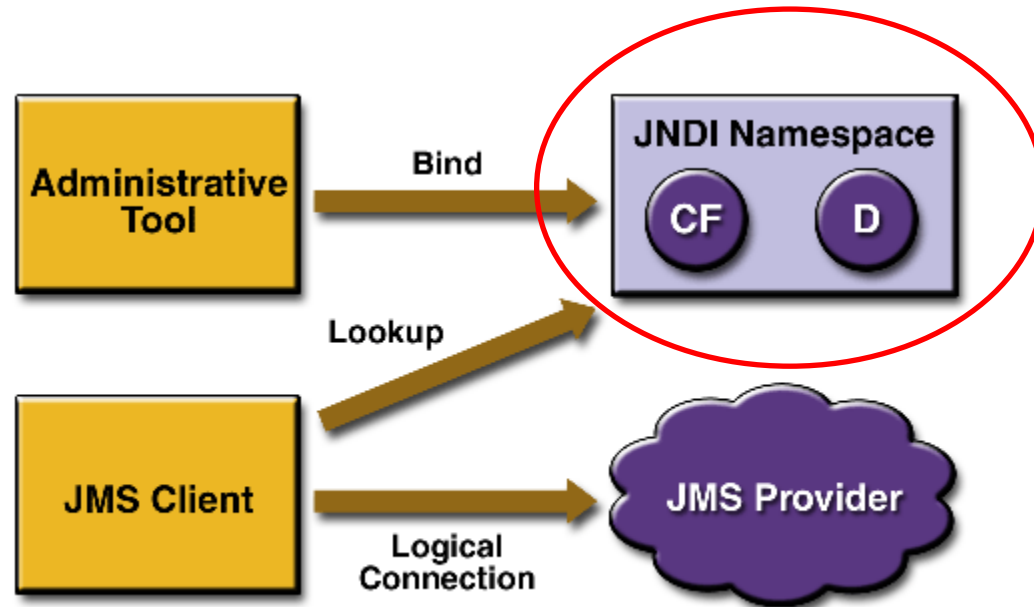 JNDI Namespace
Administrative
Tool
Bind
CF
D
Lookup
JMS Client
JMS Provider
Logical
Connection